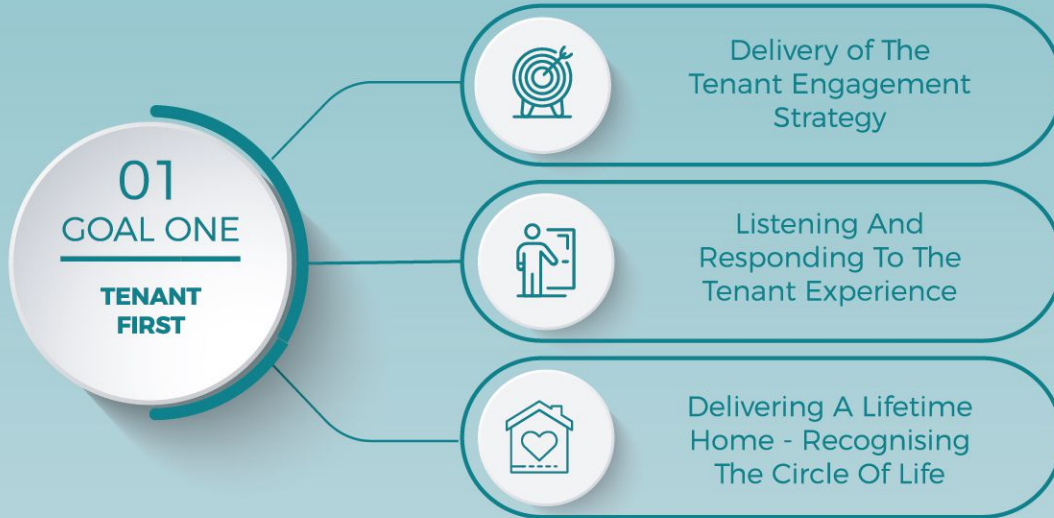 01
GOAL ONE
TENANT
FIRST
Delivery of The
Tenant Engagement
Strategy
Listening And
Responding To The
Tenant Experience
Delivering A Lifetime
Home - Recognising
The Circle Of Life